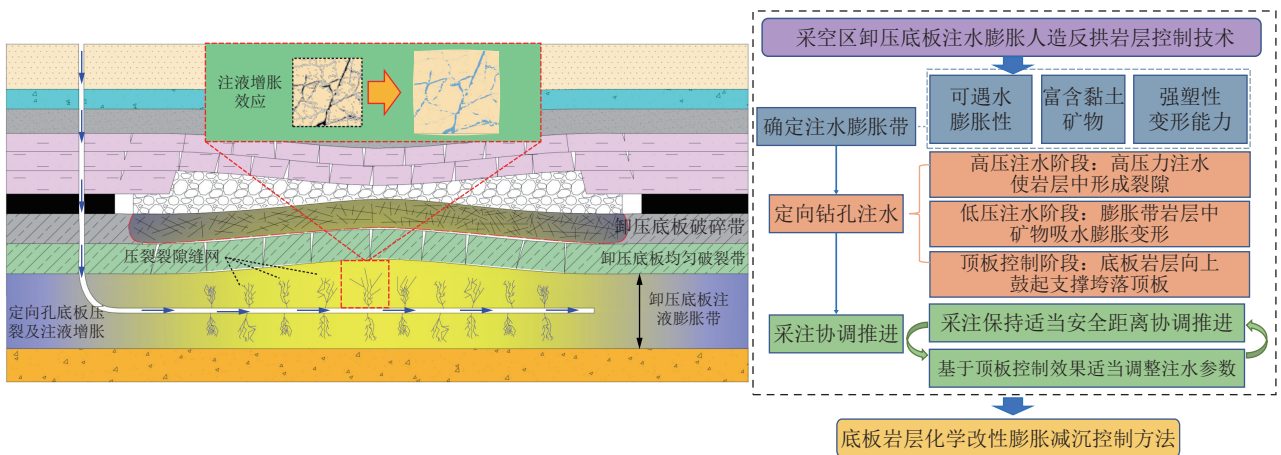 注液增胀
效应
卸压底板破碎带
压裂裂隙缝网
卸压底板均匀破裂带
定向孔底板压
裂及注液增胀
卸压底板注
液膨胀带
采空区卸压底板注水膨胀人造反拱岩层控制技术
确定注水膨胀带
可遇水
膨胀性
富含黏土
矿物
强塑性
变形能力
定向钻孔注水
高压注水阶段：高压力注水
使岩层中形成裂隙
低压注水阶段：膨胀带岩层中
矿物吸水膨胀变形
顶板控制阶段：底板岩层向上
鼓起支撑垮落顶板
采注协调推进
采注保持适当安全距离协调推进
基于顶板控制效果适当调整注水参数
底板岩层化学改性膨胀减沉控制方法